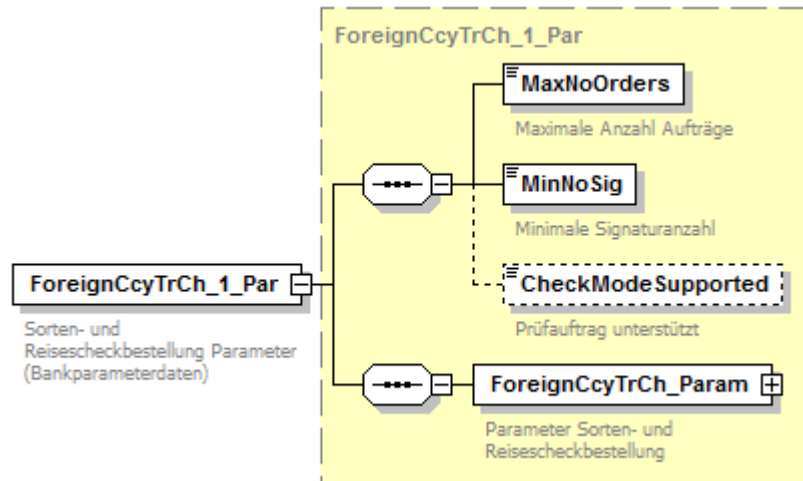 ForeignCcyTrCh_1_Par
MaxNoOrders
Maximale Anzahl Aufträge
MinNoSig
Minimale Signaturanzahl
CheckModeSupported
Prüfauftrag unterstützt
ForeignCcyTrCh_1_Par
Sorten- und
Reisescheckbestellung Parameter
(Bankparameterdaten)
ForeignCcyTrCh_Param
Parameter Sorten- und
Reisescheckbestellung